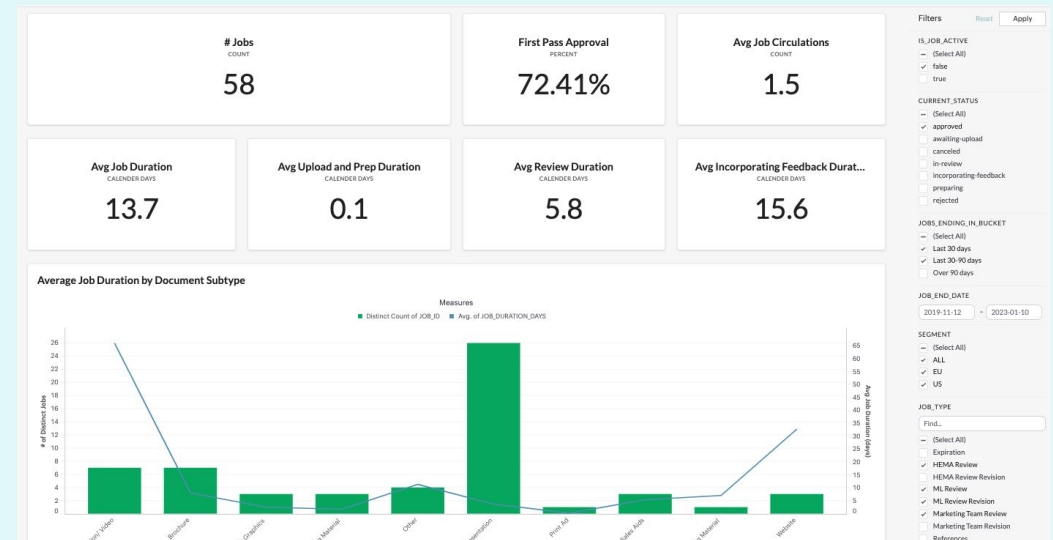 # Jobs
COUNT
58
First Pass Approval
PERCENT
72.41%
Avg Job Circulations
COUNT
1.5
Avg Job Duration
CALENDER DAYS
13.7
Avg Upload and Prep Duration
CALENDER DAYS
0.1
Avg Review Duration
CALENDER DAYS
5.8
Avg Incorporating Feedback Durat...
CALENDER DAYS
15.6
Average Job Duration by Document Subtype
Measures
Distinct Count of JOB_ID Avg. of JOB_DURATION_DAYS
# of Distinct Jobs
26
24
22
20
18
16
14
12
10
8
6
4
2
0
65
60
55
50
45
40
35
30
25
20
15
10
5
0
Avg Job Duration (days)
on/ Video
Brochure
Graphics
g Material
Other
esentation
Print Ad
Sales Aids
ng Material
Website
Filters Reset Apply
IS_JOB_ACTIVE
(Select All)
false
true
CURRENT_STATUS
(Select All)
approved
awaiting-upload
canceled
in-review
incorporating-feedback
preparing
rejected
JOBS_ENDING_IN_BUCKET
(Select All)
Last 30 days
Last 30-90 days
Over 90 days
JOB_END_DATE
2019-11-12 - 2023-01-10
SEGMENT
(Select All)
ALL
EU
US
JOB_TYPE
Find...
(Select All)
Expiration
HEMA Review
HEMA Review Revision
ML Review
ML Review Revision
Marketing Team Review
Marketing Team Revision
References